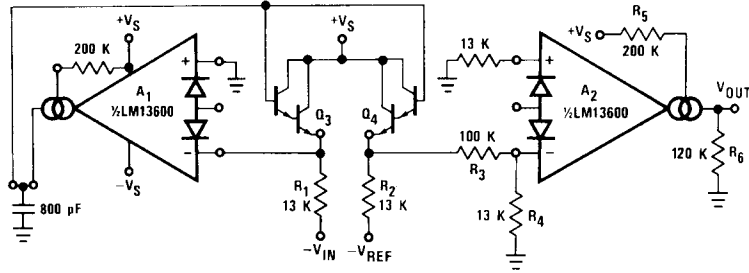 +VS
+VS
+VS
R5
200 K
200 K
13 K
+
+
A1
½LM13600
Q3
Q4
A2
½LM13600
VOUT
−
100 K
−
R3
120 K
R6
−VS
R1
13 K
R2
13 K
13 K
R4
800 pF
−VIN
−VREF